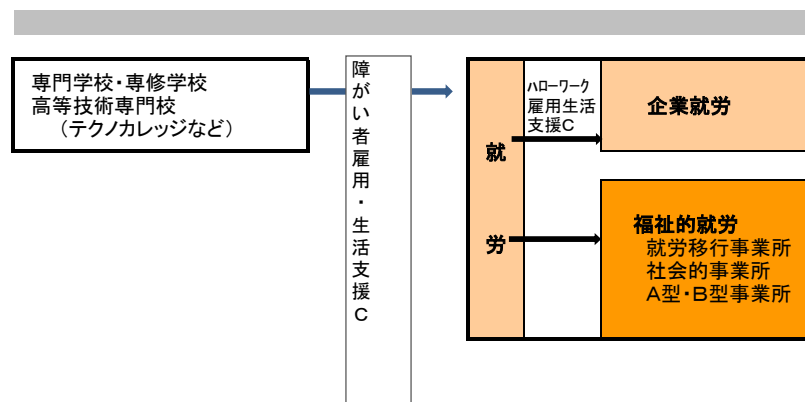 専門学校・専修学校
高等技術専門校
（テクノカレッジなど）
障がい者雇用・生活支援C
就労
ハローワーク
雇用生活
支援C
企業就労
福祉的就労
就労移行事業所
社会的事業所
A型・B型事業所